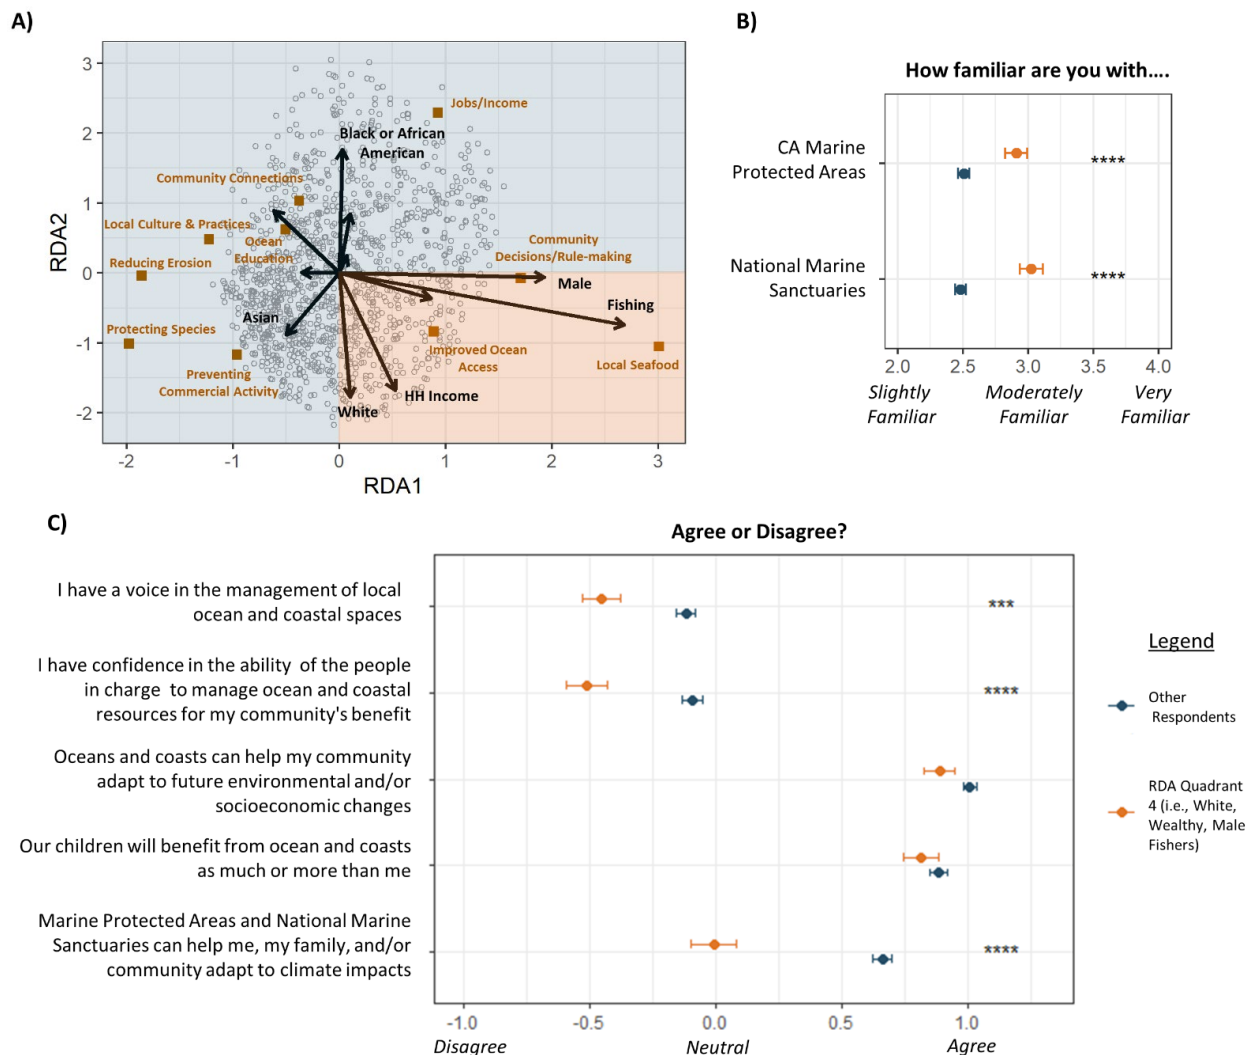 A)
3
2
1
0
-1
-2
RDA2
-2
-1
0
1
2
3
RDA1
Jobs/Income
Black or African
American
Community Connections
Local Culture & Practices
Ocean
Education
Reducing Erosion
Community
Decisions/Rule-making
Male
Fishing
Asian
Protecting Species
Preventing
Commercial Activity
Improved Ocean
Access
Local Seafood
HH Income
White
B)
How familiar are you with....
CA Marine
Protected Areas
****
National Marine
Sanctuaries
****
2.0
2.5
3.0
3.5
4.0
Slightly
Familiar
Moderately
Familiar
Very
Familiar
C)
Agree or Disagree?
I have a voice in the management of local
ocean and coastal spaces
***
I have confidence in the ability of the people
in charge to manage ocean and coastal
resources for my community's benefit
****
Oceans and coasts can help my community
adapt to future environmental and/or
socioeconomic changes
Our children will benefit from ocean and coasts
as much or more than me
Marine Protected Areas and National Marine
Sanctuaries can help me, my family, and/or
community adapt to climate impacts
****
-1.0
-0.5
0.0
0.5
1.0
Disagree
Neutral
Agree
Legend
Other
Respondents
RDA Quadrant
4 (i.e., White,
Wealthy, Male
Fishers)